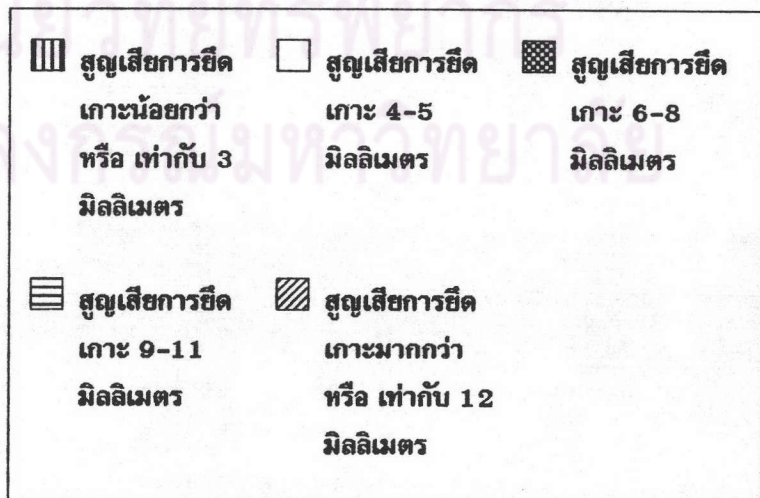 สูญเสียการยึด
เกาะน้อยกว่า
หรือ เท่ากับ 3
มิลลิเมตร
สูญเสียการยึด
เกาะ 4-5
มิลลิเมตร
สูญเสียการยึด
เกาะ 6-8
มิลลิเมตร
สูญเสียการยึด
เกาะ 9-11
มิลลิเมตร
สูญเสียการยึด
เกาะมากกว่า
หรือ เท่ากับ 12
มิลลิเมตร